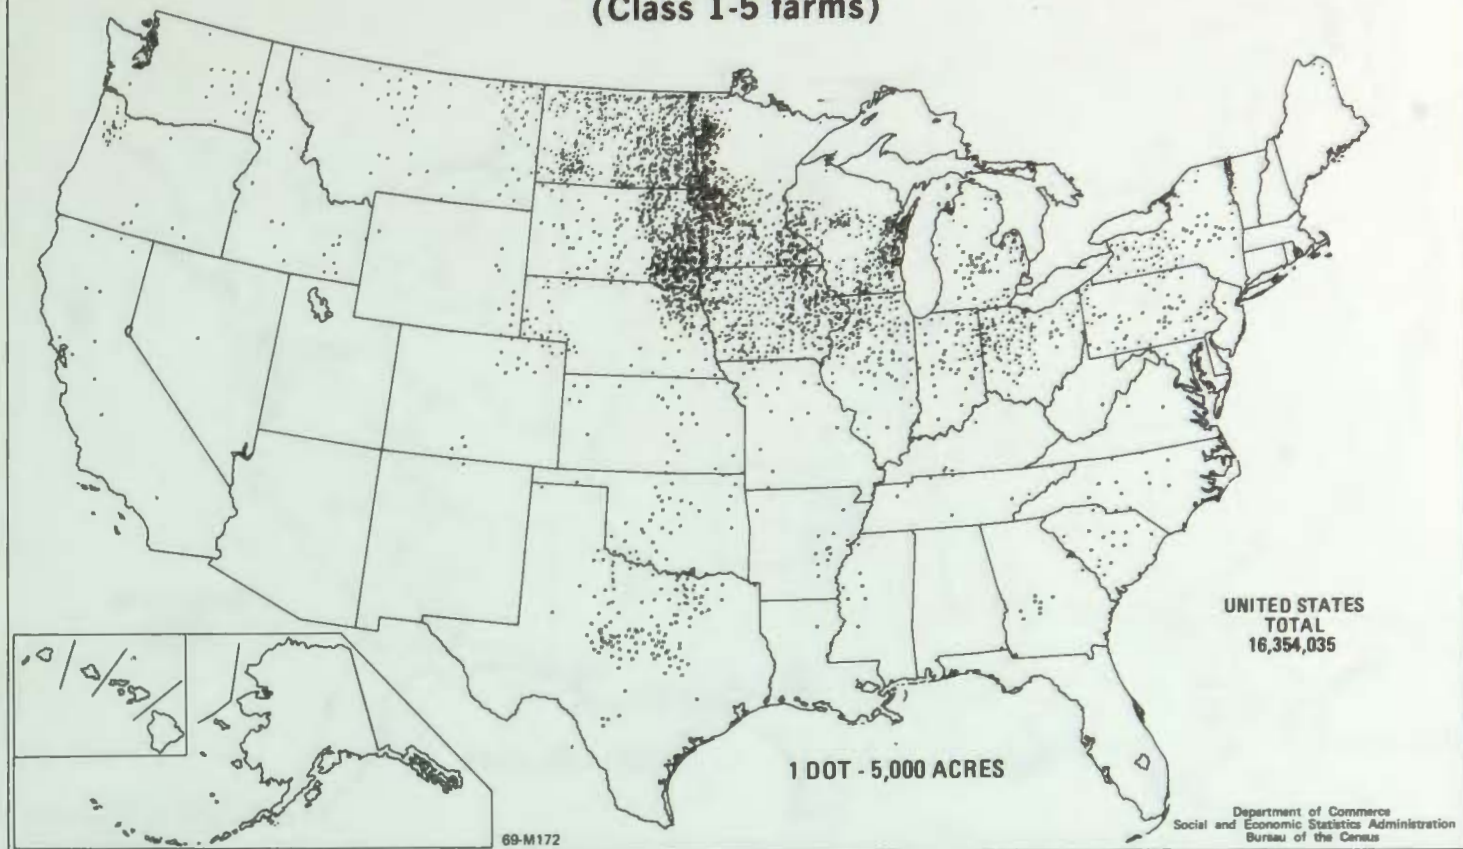 (Class 1-5 farms)
UNITED STATES
TOTAL
16,354,035
1 DOT - 5,000 ACRES
69-M172
Department of Commerce
Social and Economic Statistics Administration
Bureau of the Census